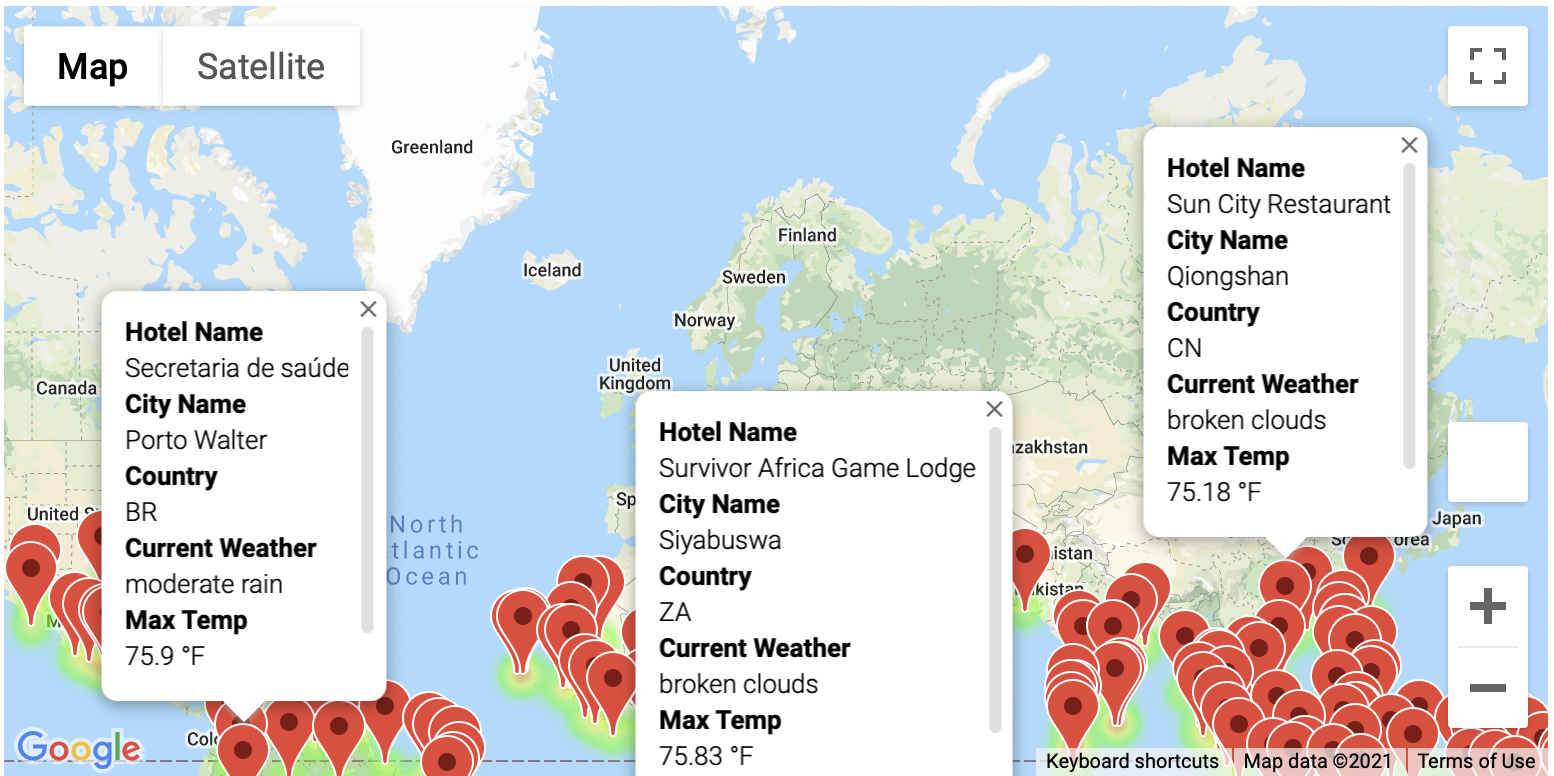 Map
Satellite
Greenland
Iceland
Finland
Sweden
Norway
United
Kingdom
Canada
United S
North
tlantic
Ocean
Sp
azakhstan
istan
kistan
Japan
Hotel Name
Secretaria de saúde
City Name
Porto Walter
Country
BR
Current Weather
moderate rain
Max Temp
75.9 °F
Hotel Name
Survivor Africa Game Lodge
City Name
Siyabuswa
Country
ZA
Current Weather
broken clouds
Max Temp
75.83 °F
Hotel Name
Sun City Restaurant
City Name
Qiongshan
Country
CN
Current Weather
broken clouds
Max Temp
75.18 °F
Google
Keyboard shortcuts
Map data ©2021
Terms of Use